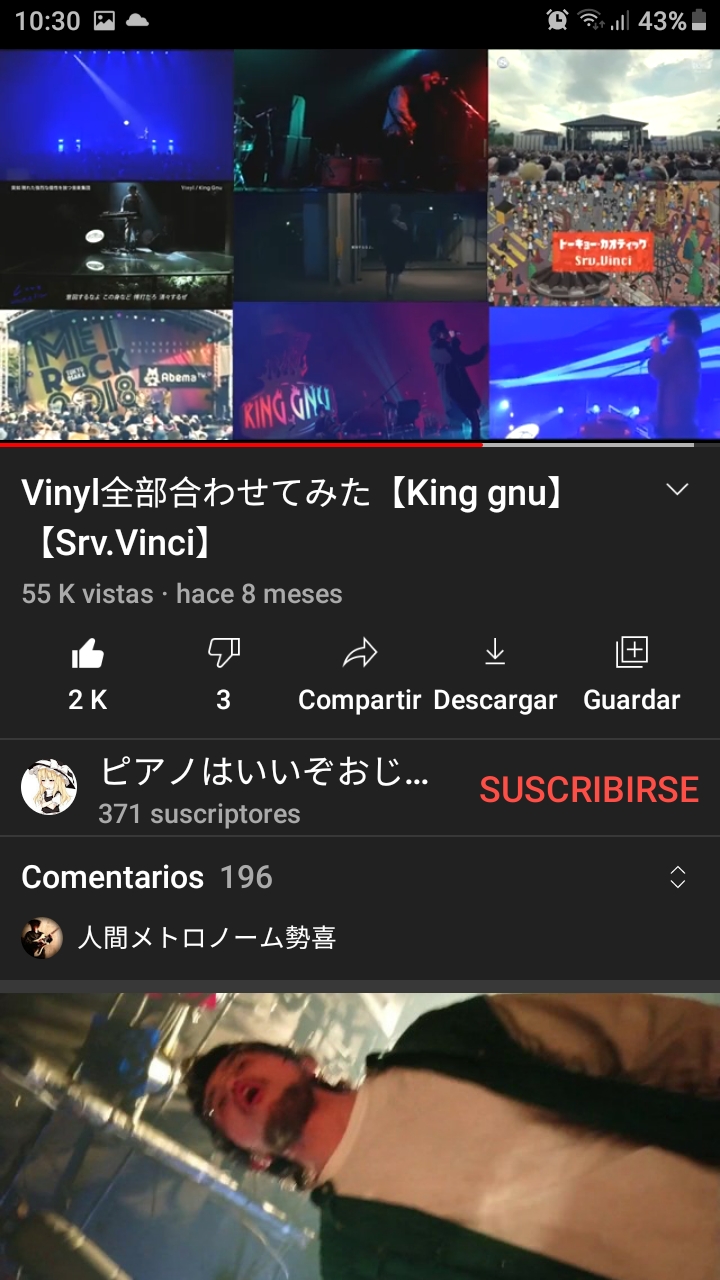 10:30
43%
Vinyl / King Gnu
トーキョー・カオティック
Srv.Vinci
MET
ROCK
TOKYO
OSAKA
2018
AbemaTV
KING GNU
Vinyl全部合わせてみた【King gnu】
【Srv.Vinci】
55 K vistas · hace 8 meses
2 K
3
Compartir
Descargar
Guardar
ピアノはいいぞおじ...
371 suscriptores
SUSCRIBIRSE
Comentarios 196
人間メトロノーム勢喜